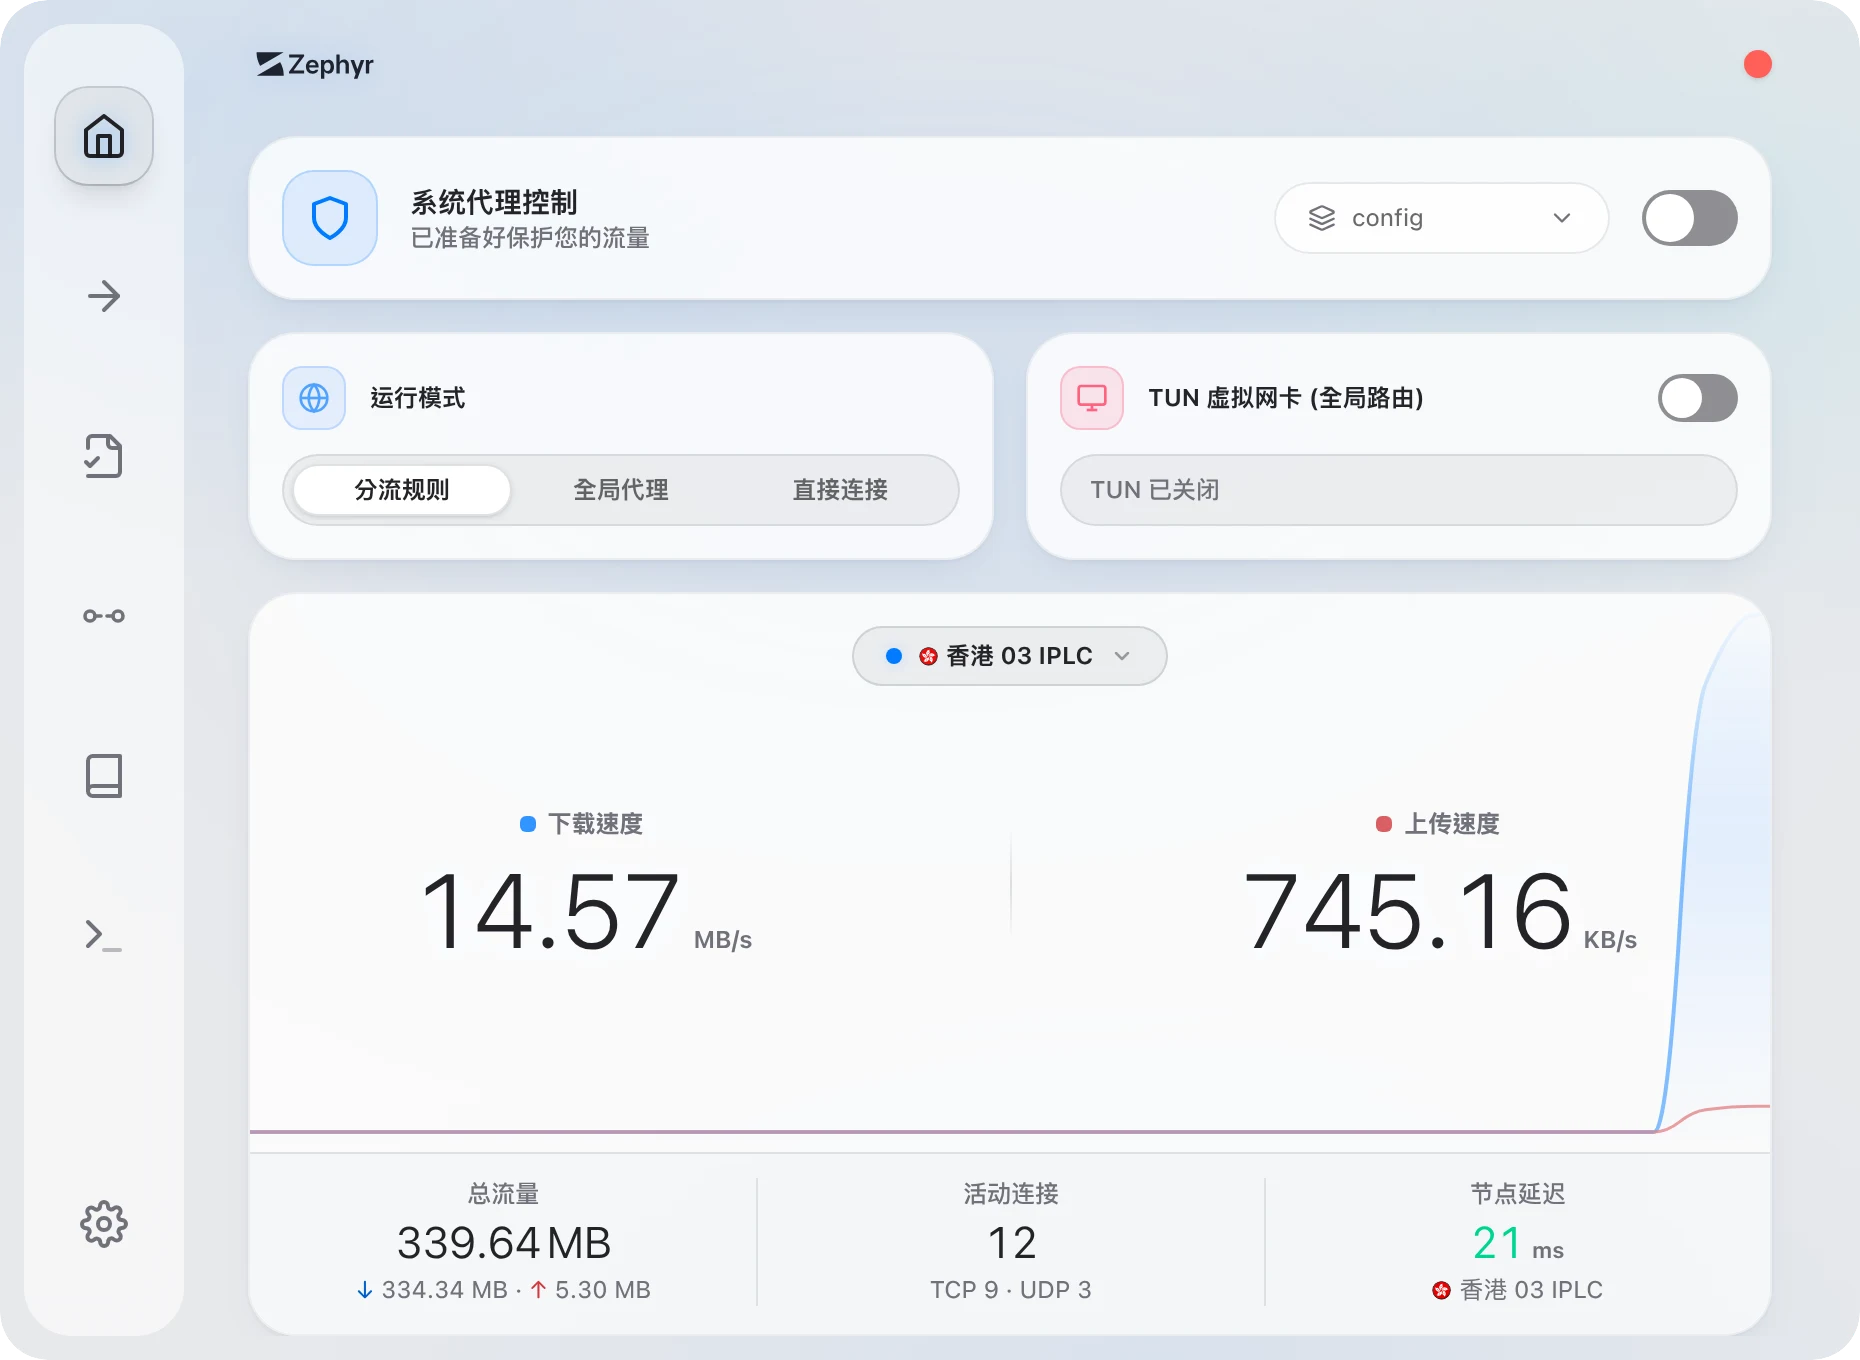 Zephyr
系统代理控制
已准备好保护您的流量
config
运行模式
分流规则 全局代理 直接连接
TUN 虚拟网卡 (全局路由)
TUN 已关闭
香港 03 IPLC
下载速度
14.57 MB/s
上传速度
745.16 KB/s
总流量
339.64 MB
↓ 334.34 MB · ↑ 5.30 MB
活动连接
12
TCP 9 · UDP 3
节点延迟
21 ms
香港 03 IPLC